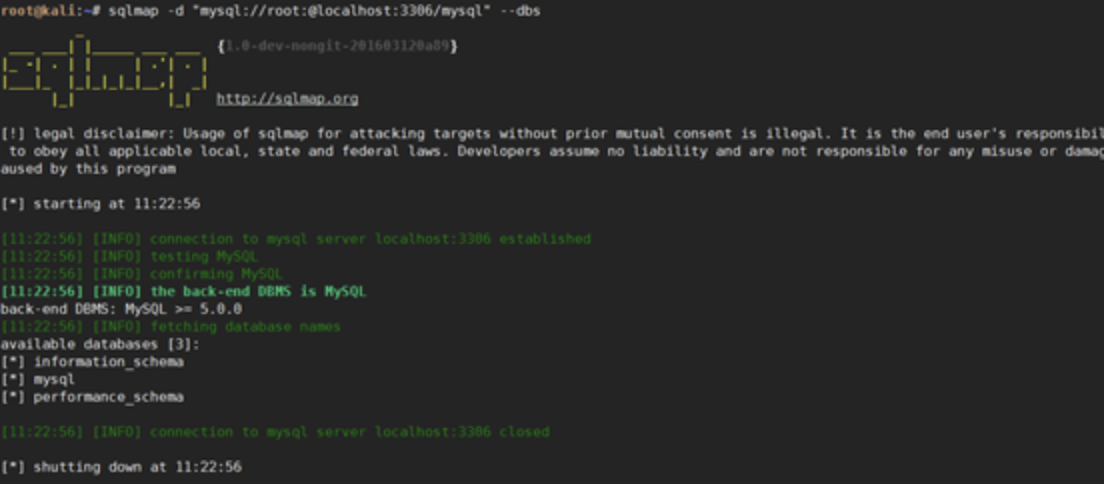 root@kali:~# sqlmap -d "mysql://root:@localhost:3306/mysql" --dbs
sqlmap
{1.0-dev-nongit-201603120a89}
http://sqlmap.org
[!] legal disclaimer: Usage of sqlmap for attacking targets without prior mutual consent is illegal. It is the end user's responsibil
to obey all applicable local, state and federal laws. Developers assume no liability and are not responsible for any misuse or damag
aused by this program
[*] starting at 11:22:56
[11:22:56] [INFO] connection to mysql server localhost:3306 established
[11:22:56] [INFO] testing MySQL
[11:22:56] [INFO] confirming MySQL
[11:22:56] [INFO] the back-end DBMS is MySQL
back-end DBMS: MySQL >= 5.0.0
[11:22:56] [INFO] fetching database names
available databases [3]:
[*] information_schema
[*] mysql
[*] performance_schema
[11:22:56] [INFO] connection to mysql server localhost:3306 closed
[*] shutting down at 11:22:56